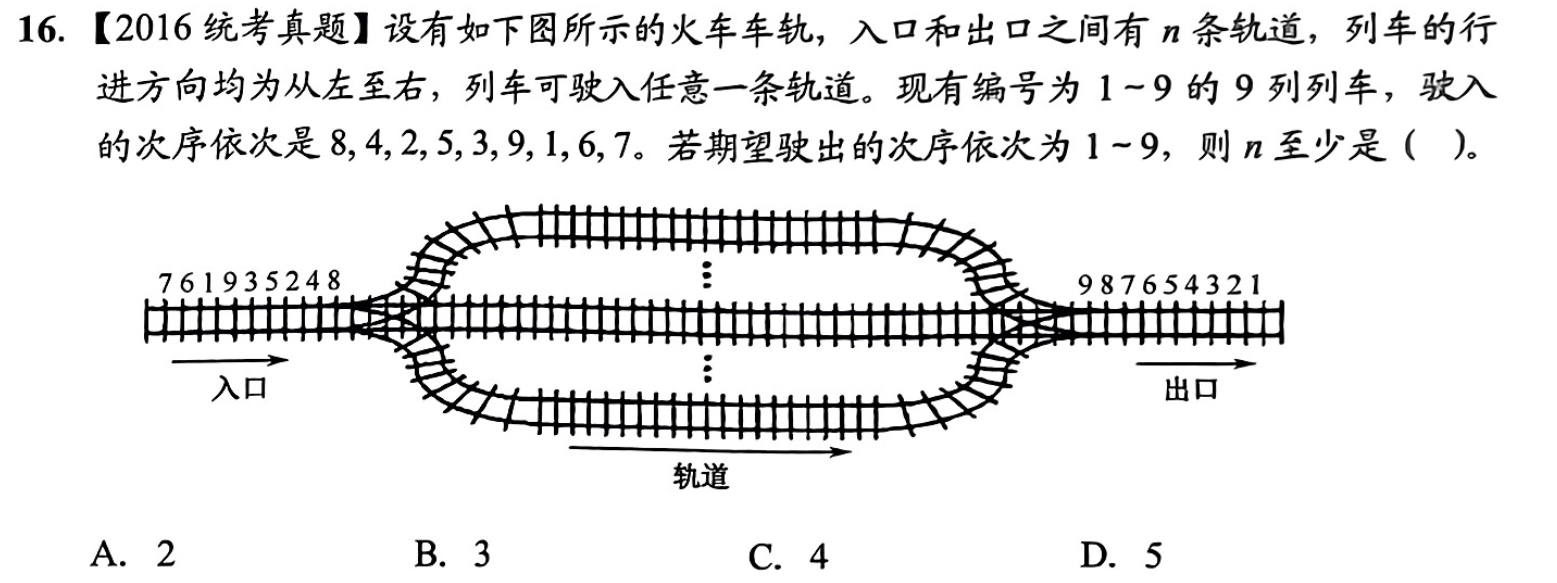 16.【2016 统考真题】设有如下图所示的火车车轨，入口和出口之间有 n 条轨道，列车的行
进方向均为从左至右，列车可驶入任意一条轨道。现有编号为 1～9 的 9 列列车，驶入
的次序依次是 8, 4, 2, 5, 3, 9, 1, 6, 7。若期望驶出的次序依次为 1～9，则 n 至少是（ ）。
7 6 1 9 3 5 2 4 8
9 8 7 6 5 4 3 2 1
入口
出口
轨道
A. 2 B. 3 C. 4 D. 5